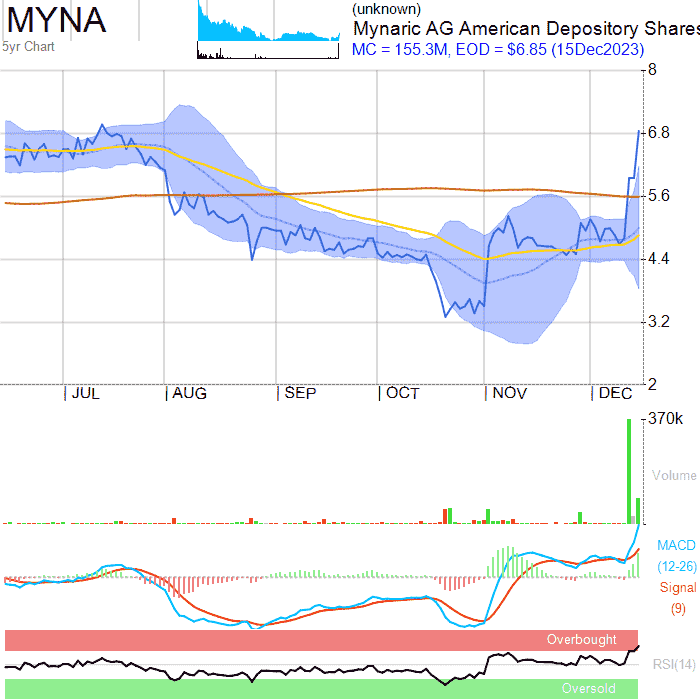 MYNA
5yr Chart
(unknown)
Mynaric AG American Depository Shares
MC = 155.3M, EOD = $6.85 (15Dec2023)
8
6.8
5.6
4.4
3.2
2
JUL AUG SEP OCT NOV DEC
370k
Volume
MACD
(12-26)
Signal
(9)
Overbought
RSI(14)
Oversold